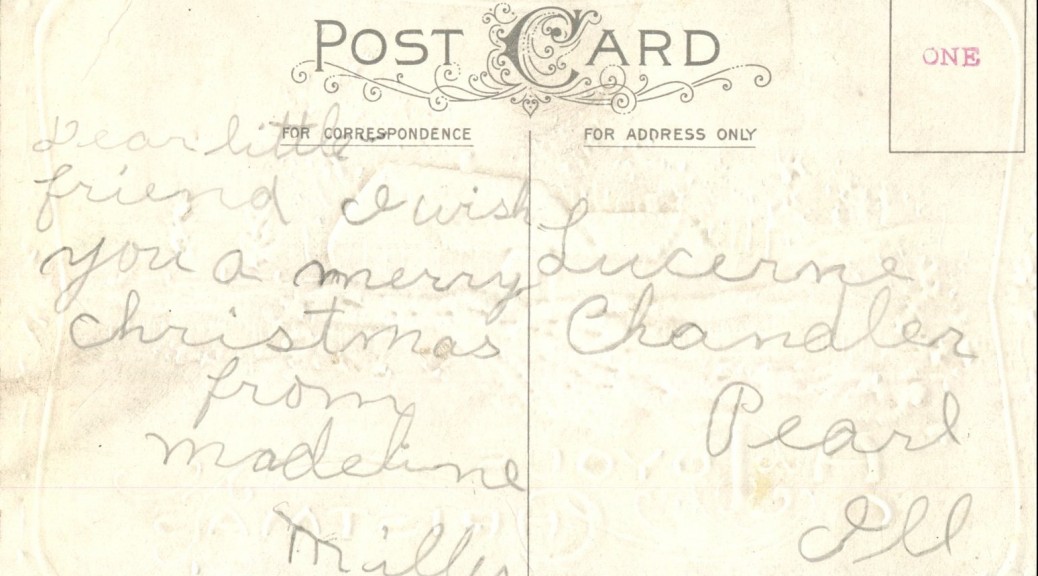 POST CARD
ONE
FOR CORRESPONDENCE
Dear little
friend I wish
you a merry
christmas
from
madeline
FOR ADDRESS ONLY
Lucerne
Chandler
Pearl
Ill